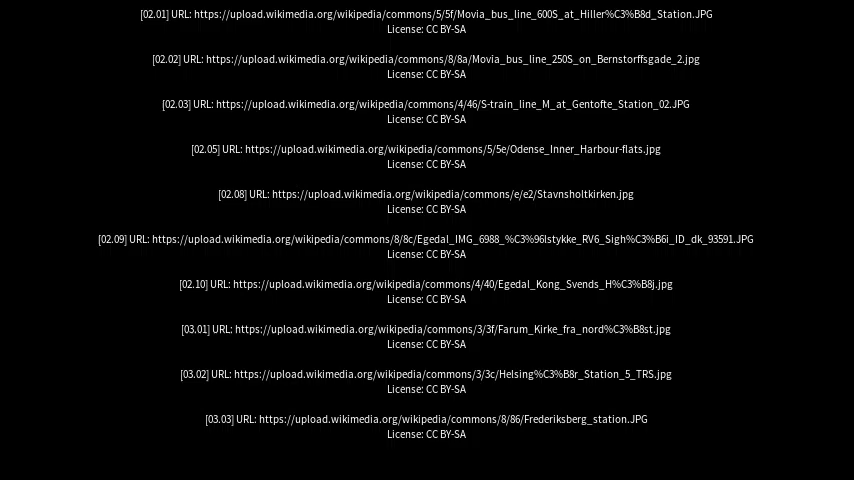 [02.01] URL: https://upload.wikimedia.org/wikipedia/commons/5/5f/Movia_bus_line_600S_at_Hiller%C3%B8d_Station.JPG
License: CC BY-SA
[02.02] URL: https://upload.wikimedia.org/wikipedia/commons/8/8a/Movia_bus_line_250S_on_Bernstorffsgade_2.jpg
License: CC BY-SA
[02.03] URL: https://upload.wikimedia.org/wikipedia/commons/4/46/S-train_line_M_at_Gentofte_Station_02.JPG
License: CC BY-SA
[02.05] URL: https://upload.wikimedia.org/wikipedia/commons/5/5e/Odense_Inner_Harbour-flats.jpg
License: CC BY-SA
[02.08] URL: https://upload.wikimedia.org/wikipedia/commons/e/e2/Stavnsholtkirken.jpg
License: CC BY-SA
[02.09] URL: https://upload.wikimedia.org/wikipedia/commons/8/8c/Egedal_IMG_6988_%C3%96lstykke_RV6_Sigh%C3%B6i_ID_dk_93591.JPG
License: CC BY-SA
[02.10] URL: https://upload.wikimedia.org/wikipedia/commons/4/40/Egedal_Kong_Svends_H%C3%B8j.jpg
License: CC BY-SA
[03.01] URL: https://upload.wikimedia.org/wikipedia/commons/3/3f/Farum_Kirke_fra_nord%C3%B8st.jpg
License: CC BY-SA
[03.02] URL: https://upload.wikimedia.org/wikipedia/commons/3/3c/Helsing%C3%B8r_Station_5_TRS.jpg
License: CC BY-SA
[03.03] URL: https://upload.wikimedia.org/wikipedia/commons/8/86/Frederiksberg_station.JPG
License: CC BY-SA